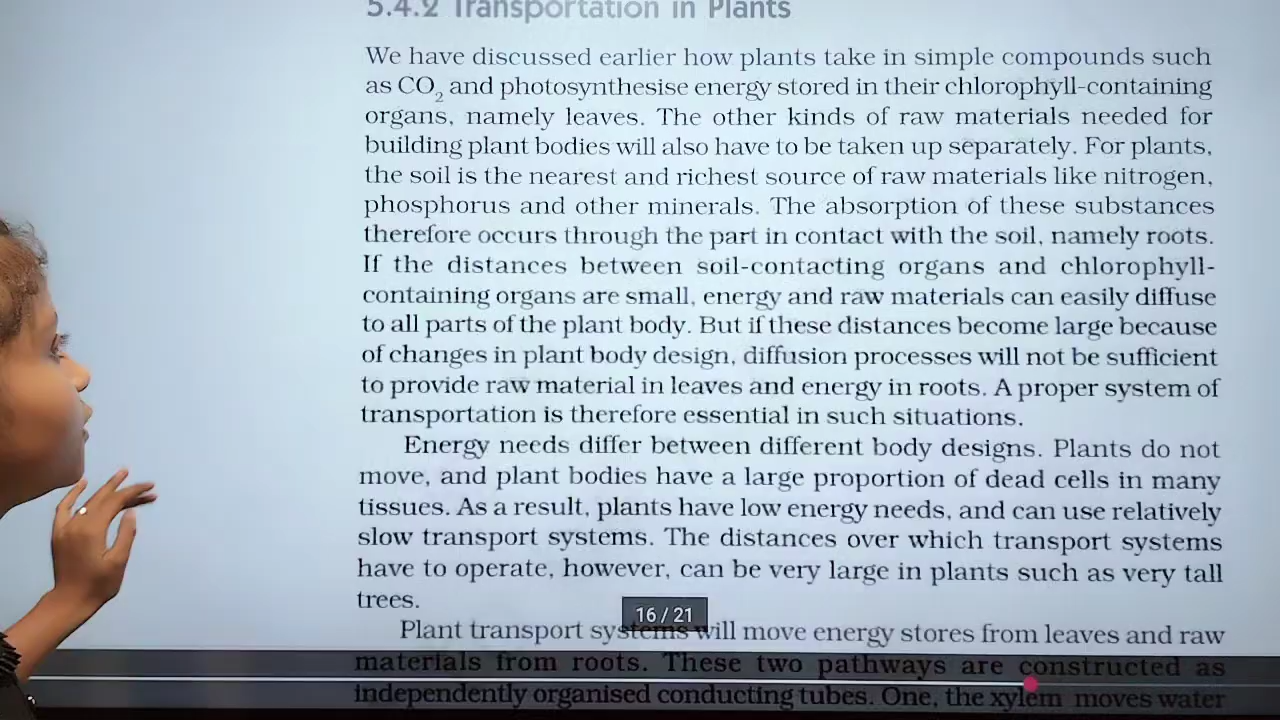 5.4.2 Transportation in Plants
We have discussed earlier how plants take in simple compounds such
as CO₂ and photosynthesise energy stored in their chlorophyll-containing
organs, namely leaves. The other kinds of raw materials needed for
building plant bodies will also have to be taken up separately. For plants,
the soil is the nearest and richest source of raw materials like nitrogen,
phosphorus and other minerals. The absorption of these substances
therefore occurs through the part in contact with the soil, namely roots.
If the distances between soil-contacting organs and chlorophyll-
containing organs are small, energy and raw materials can easily diffuse
to all parts of the plant body. But if these distances become large because
of changes in plant body design, diffusion processes will not be sufficient
to provide raw material in leaves and energy in roots. A proper system of
transportation is therefore essential in such situations.
Energy needs differ between different body designs. Plants do not
move, and plant bodies have a large proportion of dead cells in many
tissues. As a result, plants have low energy needs, and can use relatively
slow transport systems. The distances over which transport systems
have to operate, however, can be very large in plants such as very tall
trees.
16 / 21
Plant transport systems will move energy stores from leaves and raw
materials from roots. These two pathways are constructed as
independently organised conducting tubes. One, the xylem moves water